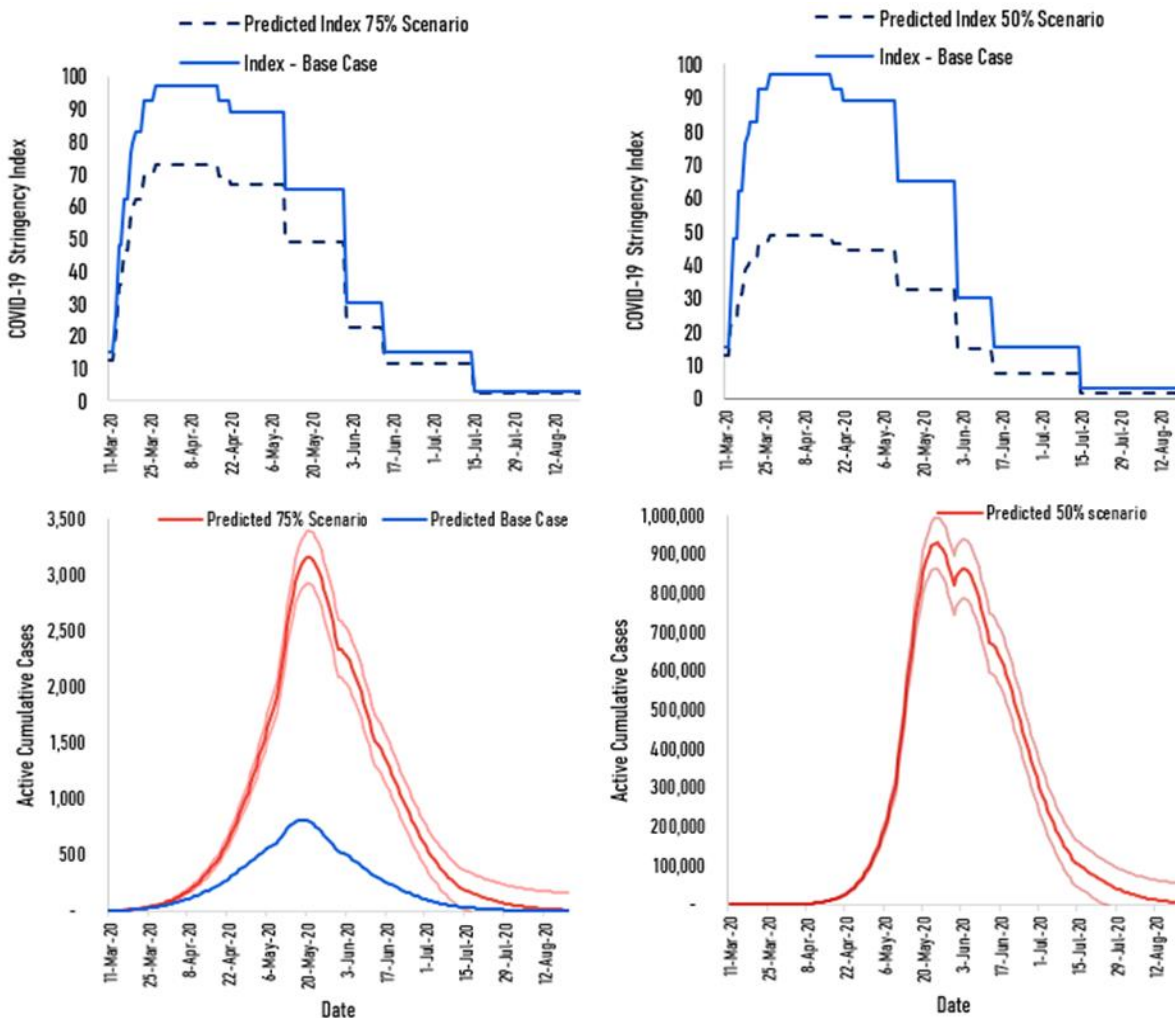 Predicted Index 75% Scenario
Index - Base Case
COVID-19 Stringency Index
100
90
80
70
60
50
40
30
20
10
0
11-Mar-20
25-Mar-20
8-Apr-20
22-Apr-20
6-May-20
20-May-20
3-Jun-20
17-Jun-20
1-Jul-20
15-Jul-20
29-Jul-20
12-Aug-20
Predicted Index 50% Scenario
Index - Base Case
COVID-19 Stringency Index
100
90
80
70
60
50
40
30
20
10
0
11-Mar-20
25-Mar-20
8-Apr-20
22-Apr-20
6-May-20
20-May-20
3-Jun-20
17-Jun-20
1-Jul-20
15-Jul-20
29-Jul-20
12-Aug-20
Predicted 75% Scenario
Predicted Base Case
Active Cumulative Cases
3,500
3,000
2,500
2,000
1,500
1,000
500
-
11-Mar-20
25-Mar-20
8-Apr-20
22-Apr-20
6-May-20
20-May-20
3-Jun-20
17-Jun-20
1-Jul-20
15-Jul-20
29-Jul-20
12-Aug-20
Date
Predicted 50% scenario
Active Cumulative Cases
1,000,000
900,000
800,000
700,000
600,000
500,000
400,000
300,000
200,000
100,000
-
11-Mar-20
25-Mar-20
8-Apr-20
22-Apr-20
6-May-20
20-May-20
3-Jun-20
17-Jun-20
1-Jul-20
15-Jul-20
29-Jul-20
12-Aug-20
Date